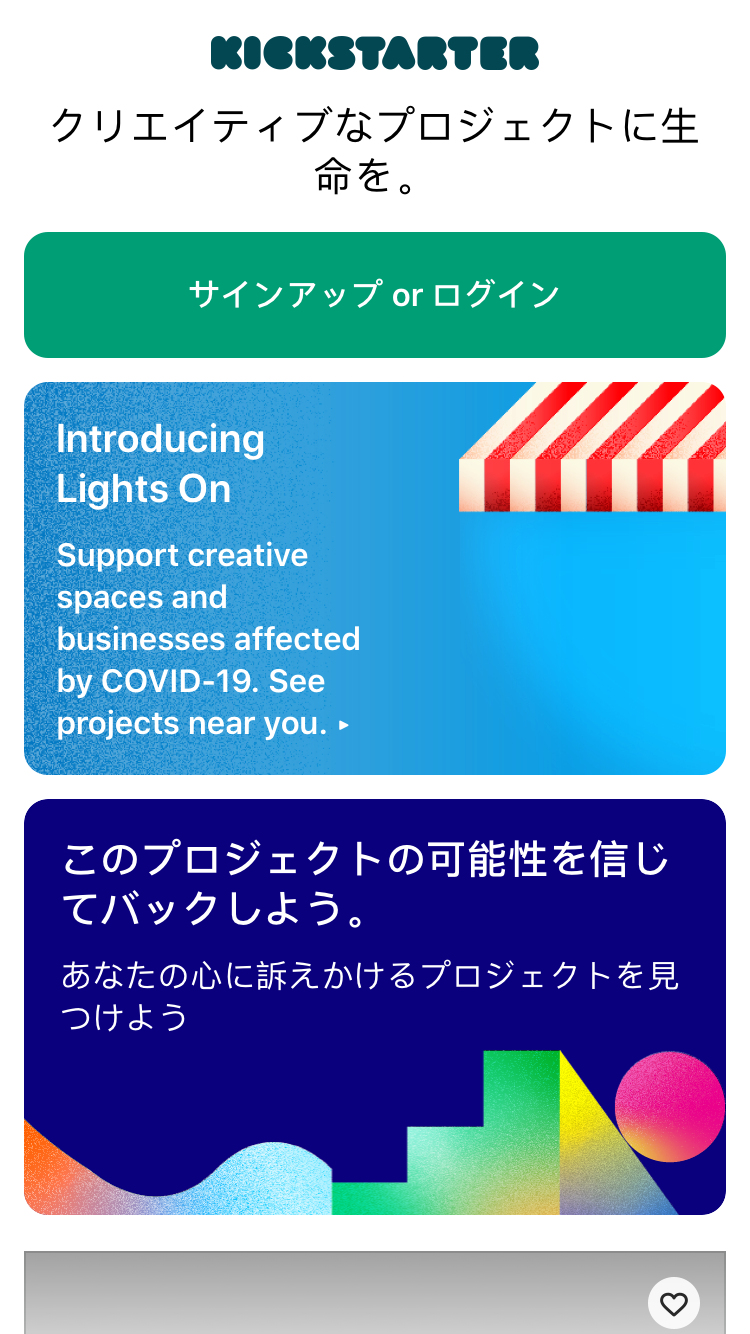 KICKSTARTER
クリエイティブなプロジェクトに生
命を。
サインアップ or ログイン
Introducing
Lights On
Support creative
spaces and
businesses affected
by COVID-19. See
projects near you. ▸
このプロジェクトの可能性を信じ
てバックしよう。
あなたの心に訴えかけるプロジェクトを見
つけよう